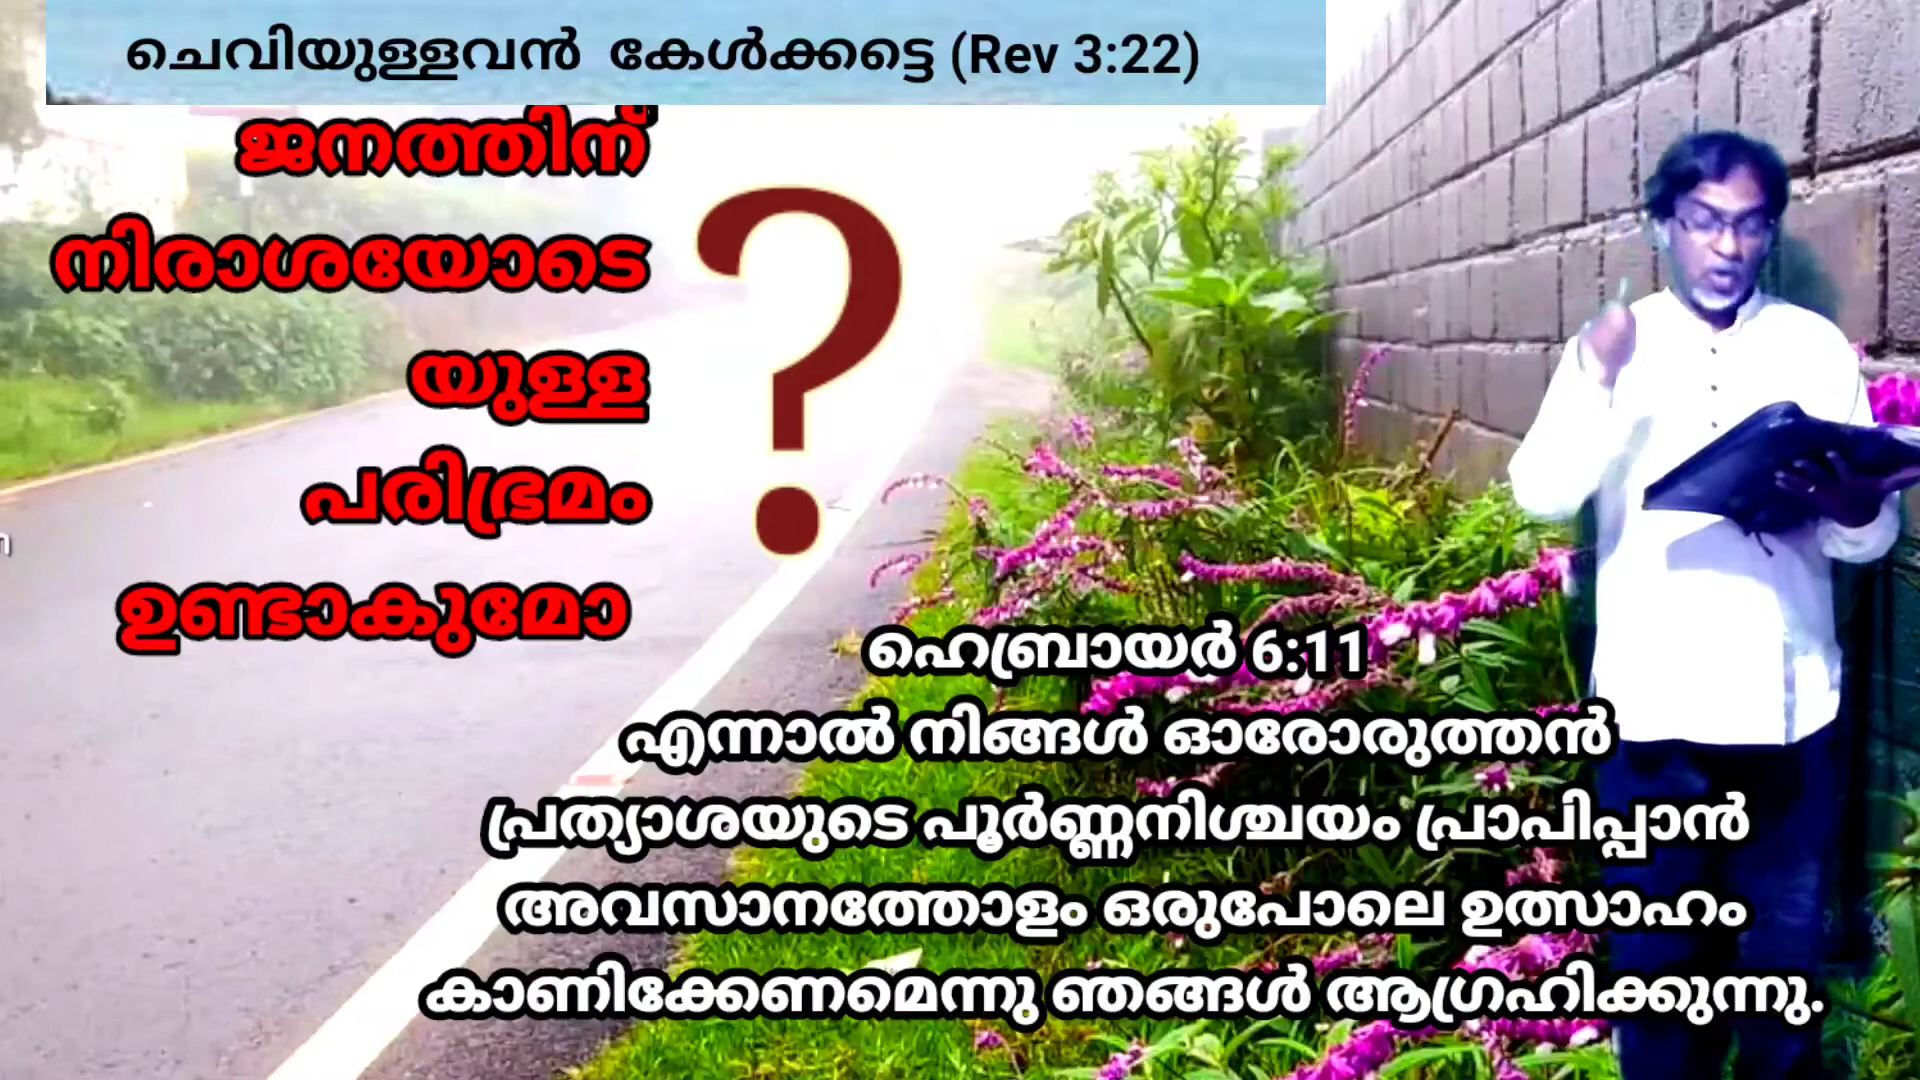 ചെവിയുള്ളവൻ കേൾക്കട്ടെ (Rev 3:22)
ജനത്തിന്
നിരാശയോടെ
യുള്ള
പരിഭ്രമം
ഉണ്ടാകുമോ
?
ഹെബ്രായർ 6:11
എന്നാൽ നിങ്ങൾ ഓരോരുത്തൻ
പ്രത്യാശയുടെ പൂർണ്ണനിശ്ചയം പ്രാപിപ്പാൻ
അവസാനത്തോളം ഒരുപോലെ ഉത്സാഹം
കാണിക്കേണമെന്നു ഞങ്ങൾ ആഗ്രഹിക്കുന്നു.